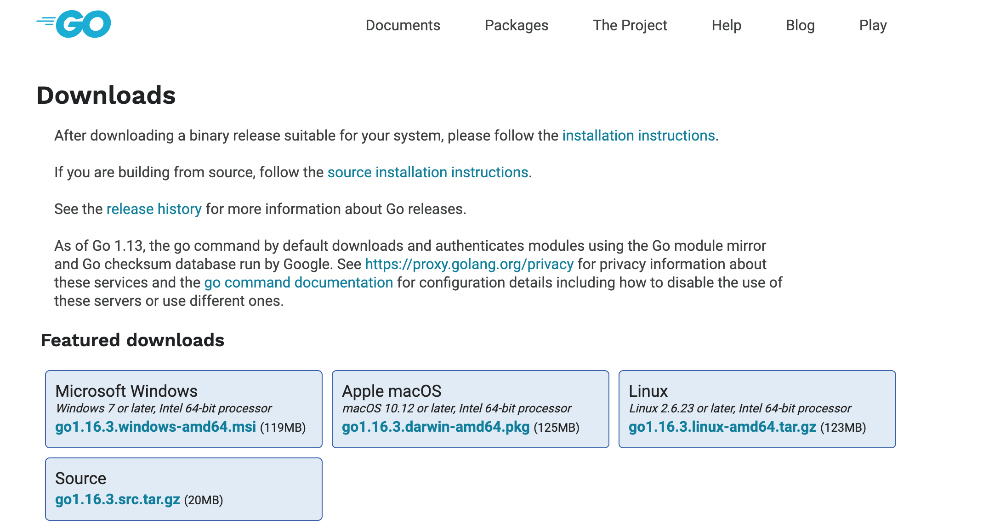 GO
Documents Packages The Project Help Blog Play
Downloads
After downloading a binary release suitable for your system, please follow the installation instructions.
If you are building from source, follow the source installation instructions.
See the release history for more information about Go releases.
As of Go 1.13, the go command by default downloads and authenticates modules using the Go module mirror
and Go checksum database run by Google. See https://proxy.golang.org/privacy for privacy information about
these services and the go command documentation for configuration details including how to disable the use of
these servers or use different ones.
Featured downloads
Microsoft Windows
Windows 7 or later, Intel 64-bit processor
go1.16.3.windows-amd64.msi (119MB)
Apple macOS
macOS 10.12 or later, Intel 64-bit processor
go1.16.3.darwin-amd64.pkg (125MB)
Linux
Linux 2.6.23 or later, Intel 64-bit processor
go1.16.3.linux-amd64.tar.gz (123MB)
Source
go1.16.3.src.tar.gz (20MB)